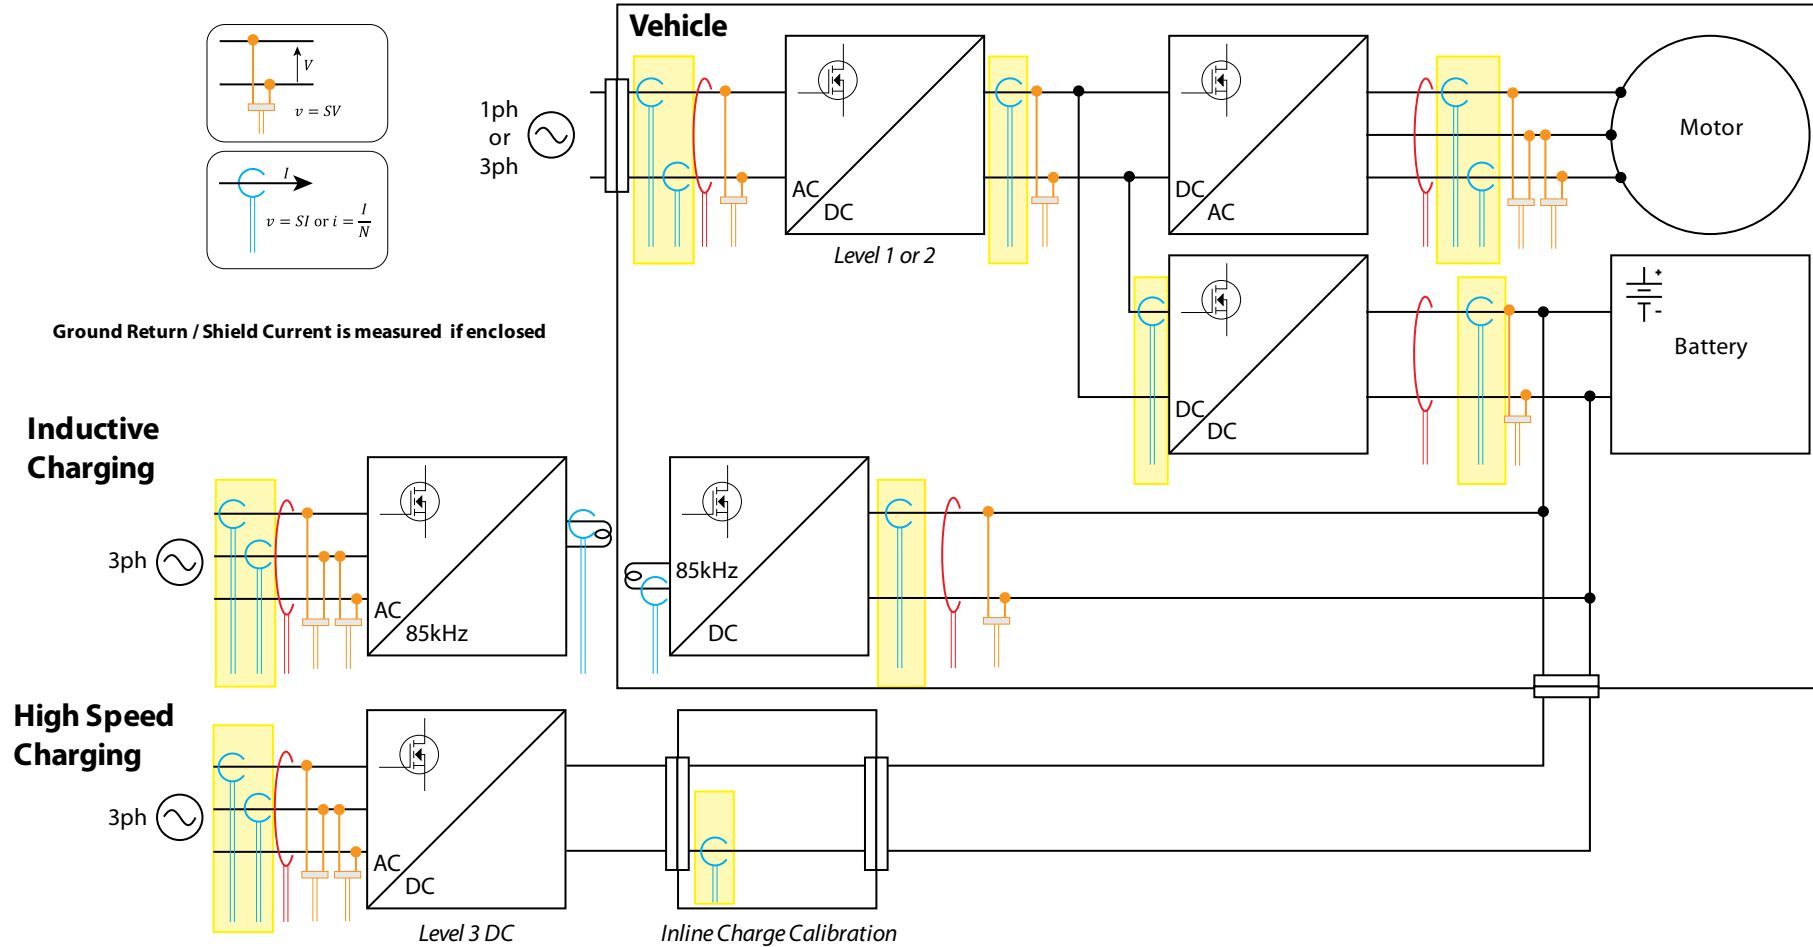 Vehicle
V
v = SV
I
v = SI or i = I/N
Ground Return / Shield Current is measured if enclosed
1ph
or
3ph
AC
DC
Level 1 or 2
DC
AC
Motor
DC
DC
+
-
Battery
Inductive
Charging
3ph
AC
85kHz
85kHz
DC
High Speed
Charging
3ph
AC
DC
Level 3 DC
Inline Charge Calibration